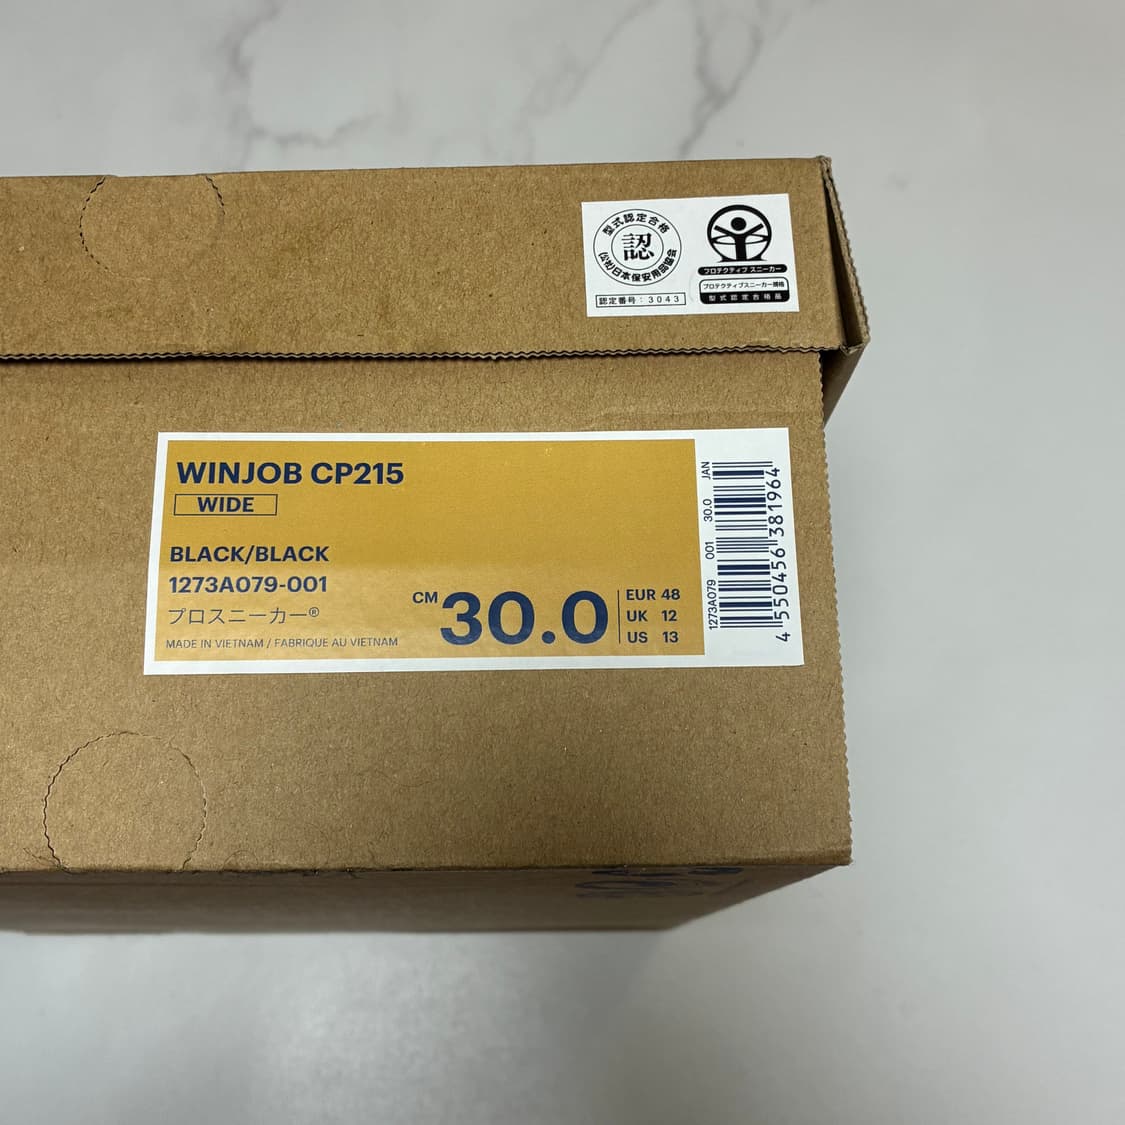 型式認定合格
認
(公社)日本保安用品協会
認定番号:3043
プロテクティブ スニーカー
プロテクティブスニーカー規格
型式認定合格品
WINJOB CP215
WIDE
BLACK/BLACK
1273A079-001
プロスニーカー®
MADE IN VIETNAM / FABRIQUE AU VIETNAM
CM 30.0
EUR 48
UK 12
US 13
1273A079 001 30.0 JAN
4 550456 381964